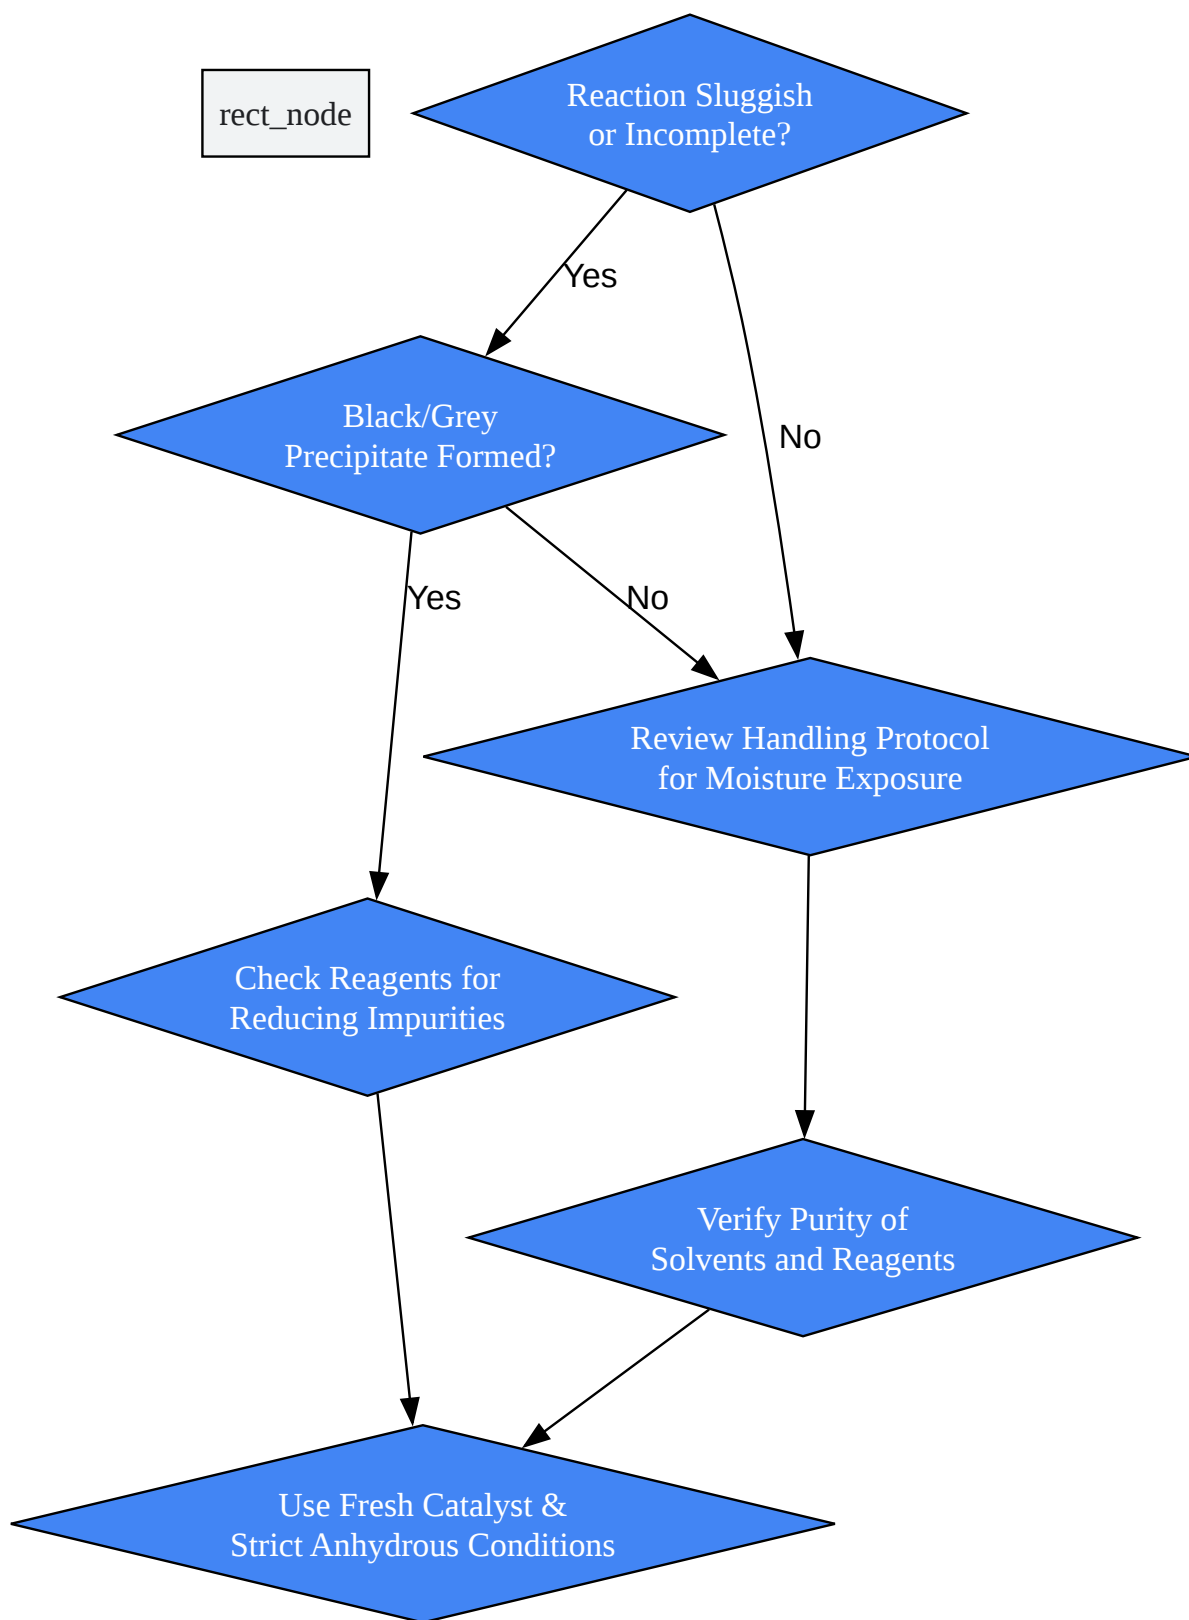 rect_node
Reaction Sluggish
or Incomplete?
Yes
Black/Grey
Precipitate Formed?
No
Yes
No
Review Handling Protocol
for Moisture Exposure
Check Reagents for
Reducing Impurities
Verify Purity of
Solvents and Reagents
Use Fresh Catalyst &
Strict Anhydrous Conditions